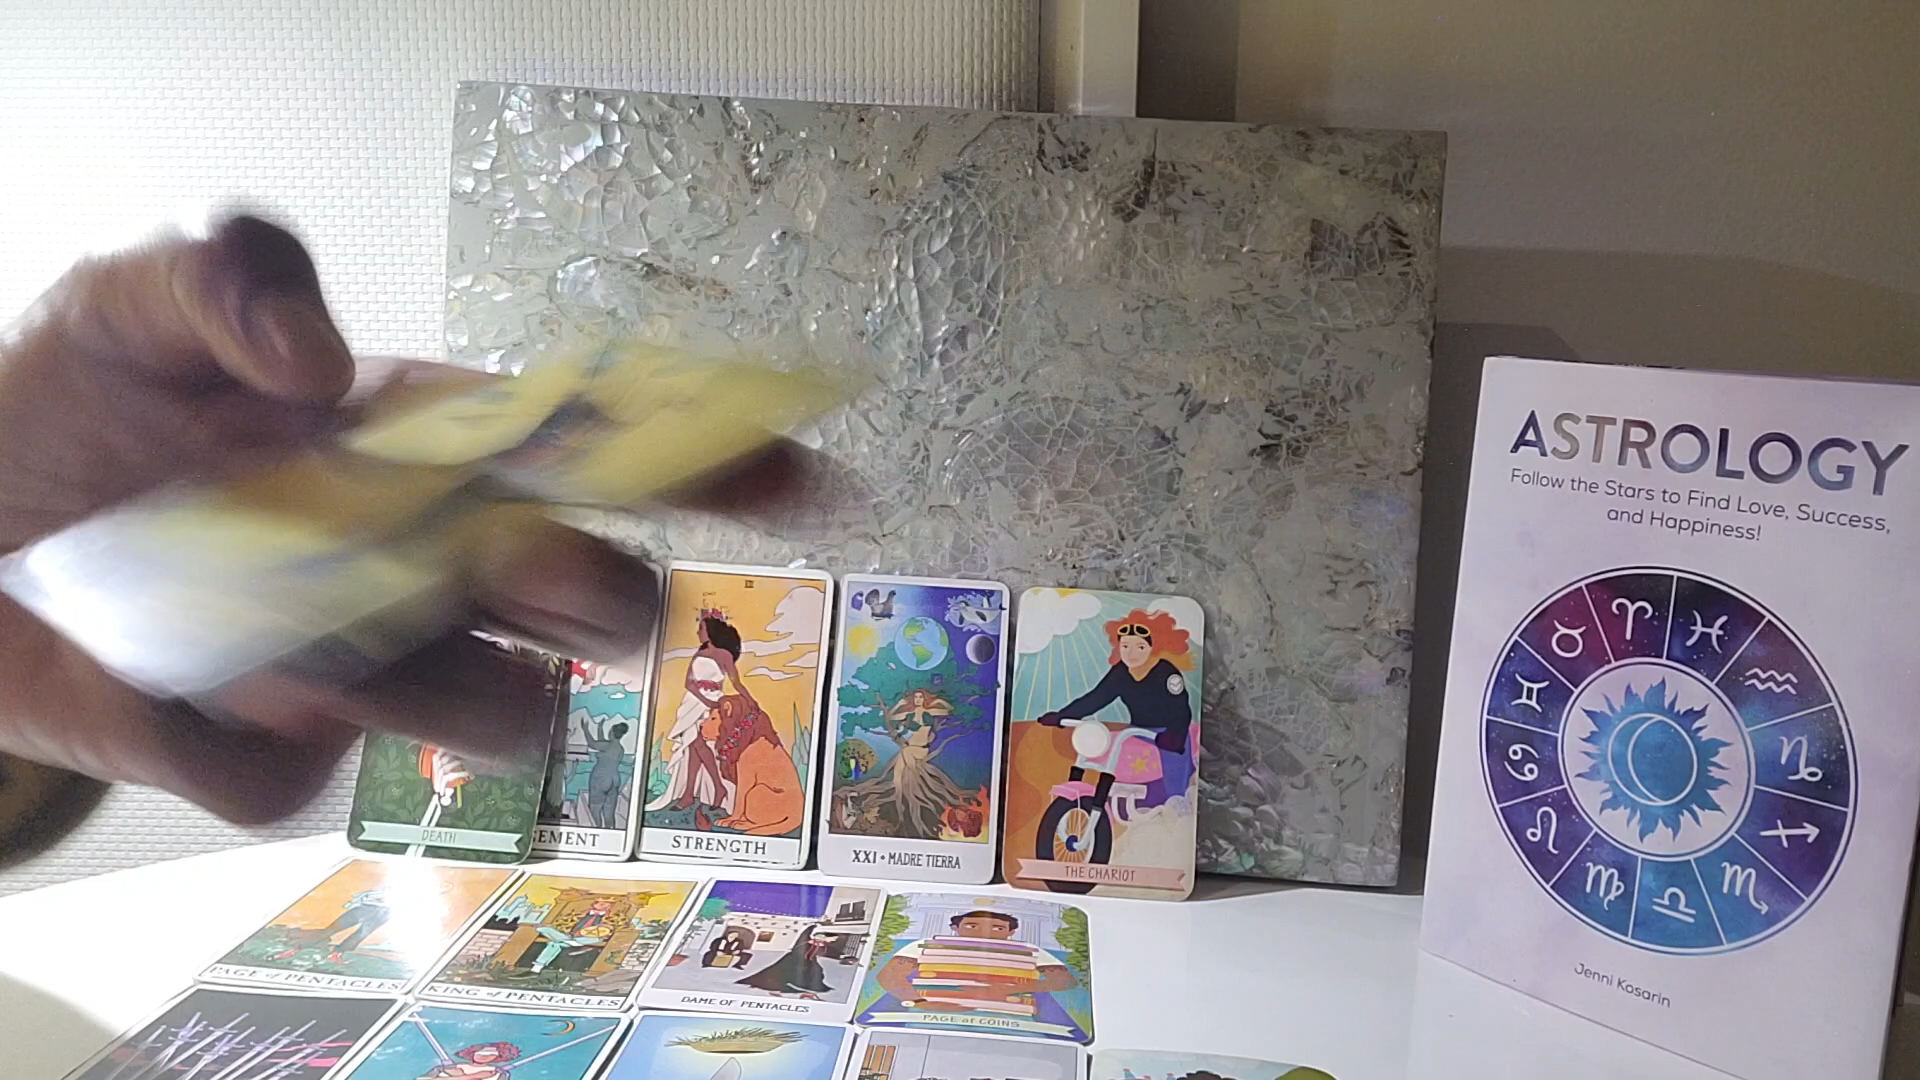 ASTROLOGY
Follow the Stars to Find Love, Success,
and Happiness!
Jenni Kosarin
DEATH
EMENT
STRENGTH
XXI • MADRE TIERRA
THE CHARIOT
PAGE of PENTACLES
KING of PENTACLES
DAME OF PENTACLES
PAGE of COINS